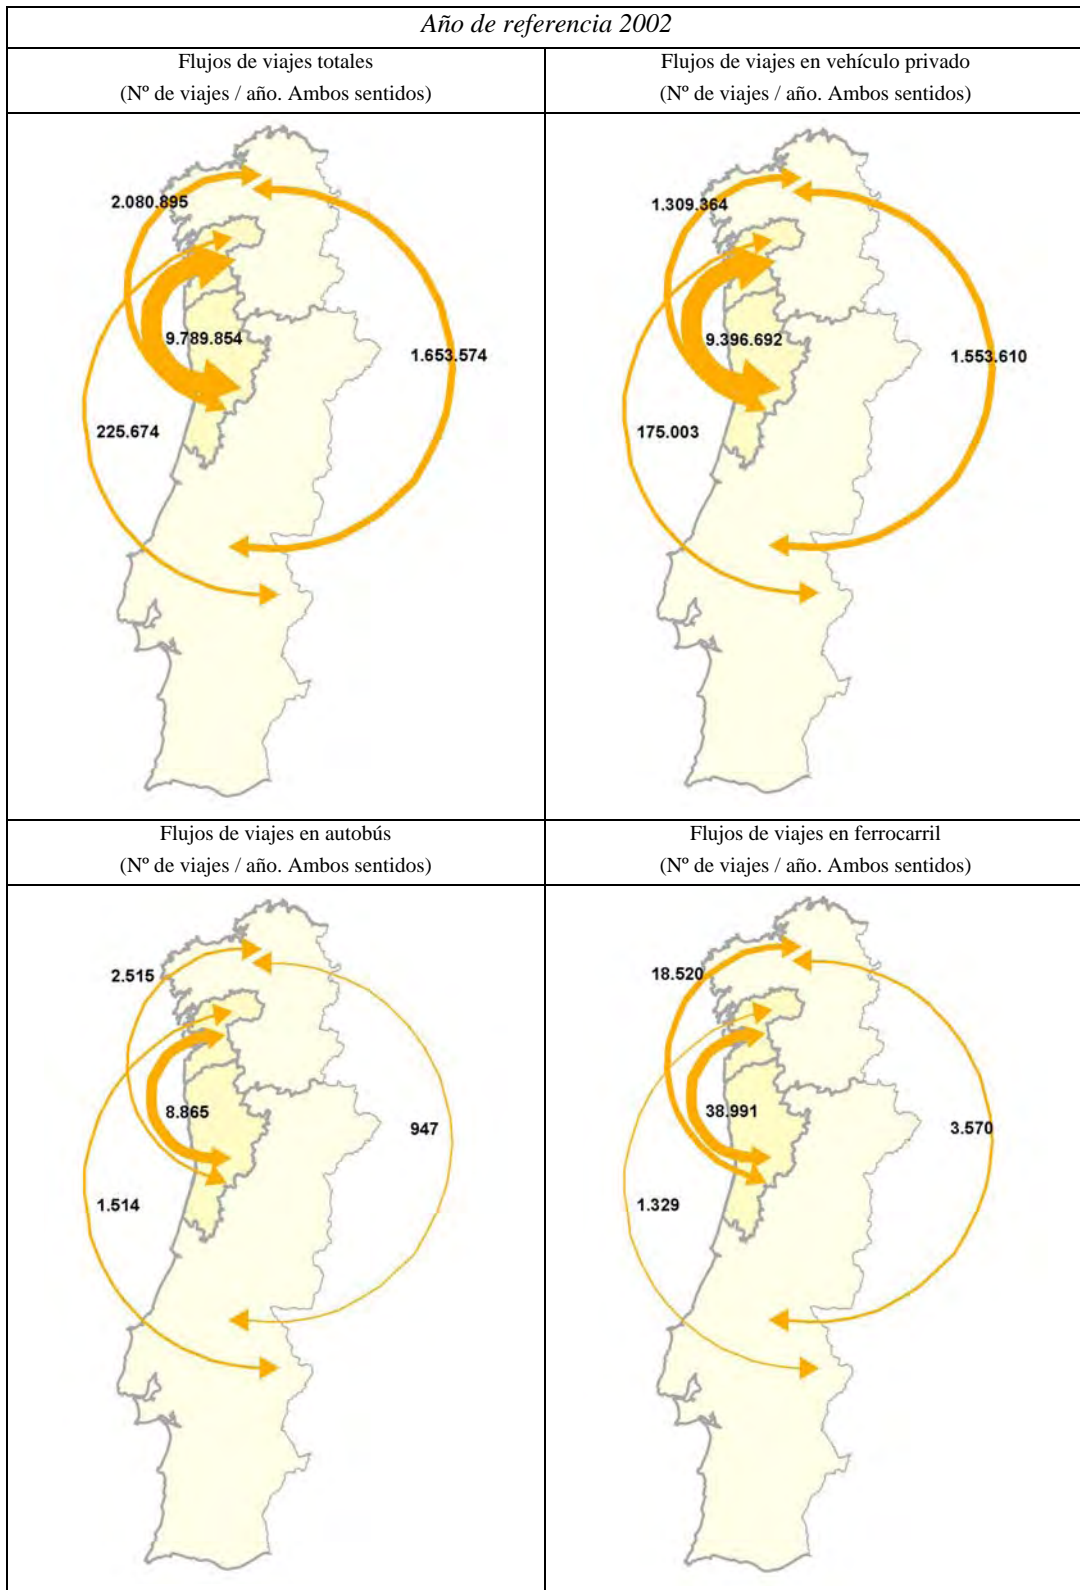 Año de referencia 2002
Flujos de viajes totales
(Nº de viajes / año. Ambos sentidos)
Flujos de viajes en vehículo privado
(Nº de viajes / año. Ambos sentidos)
2.080.895
9.789.854
1.653.574
225.674
1.309.364
9.396.692
1.553.610
175.003
Flujos de viajes en autobús
(Nº de viajes / año. Ambos sentidos)
Flujos de viajes en ferrocarril
(Nº de viajes / año. Ambos sentidos)
2.515
8.865
947
1.514
18.520
38.991
3.570
1.329